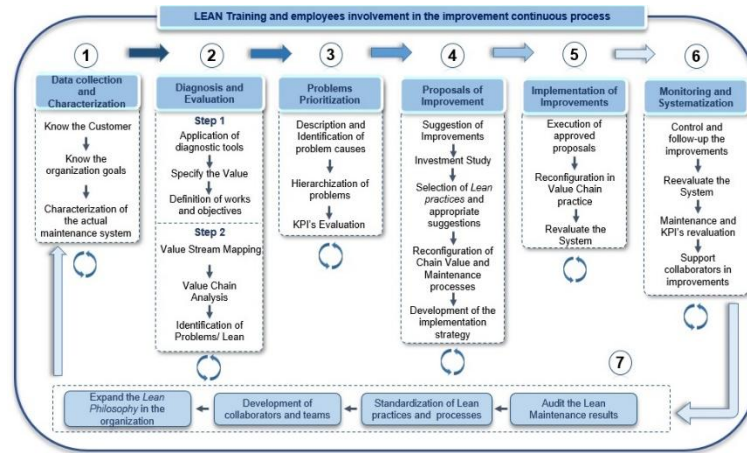 LEAN Training and employees involvement in the improvement continuous process
1
2
3
4
5
6
Data collection
and
Characterization
Know the Customer
Know the
organization goals
Characterization of
the actual
maintenance system
Diagnosis and
Evaluation
Step 1
Application of
diagnostic tools
Specify the Value
Definition of works
and objectives
Step 2
Value Stream Mapping
Value Chain
Analysis
Identification of
Problems/ Lean
Problems
Prioritization
Description and
Identification of
problem causes
Hierarchization of
problems
KPI's Evaluation
Proposals of
Improvement
Suggestion of
Improvements
Investment Study
Selection of Lean
practices and
appropriate
suggestions
Reconfiguration of
Chain Value and
Maintenance
processes
Development of
the implementation
strategy
Implementation of
Improvements
Execution of
approved
proposals
Reconfiguration in
Value Chain
practice
Revaluate the
System
Monitoring and
Systematization
Control and
follow-up the
improvements
Reevaluate the
System
Maintenance and
KPI's revaluation
Support
collaborators in
improvements
7
Expand the Lean
Philosophy in the
organization
Development of
collaborators and teams
Standardization of Lean
practices and processes
Audit the Lean
Maintenance results